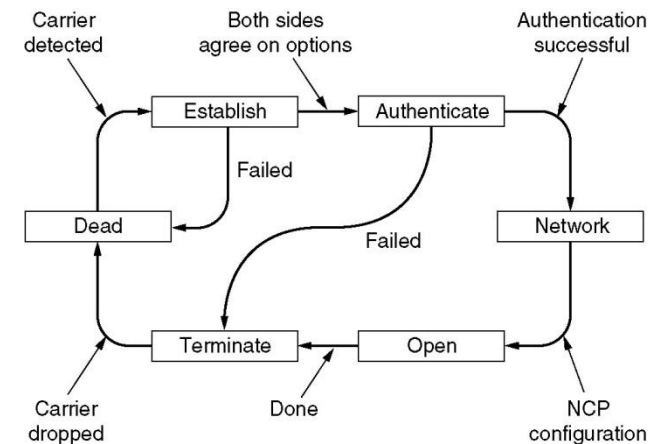 Carrier
detected
Both sides
agree on options
Authentication
successful
Establish
Authenticate
Failed
Dead
Failed
Network
Terminate
Open
Carrier
dropped
Done
NCP
configuration